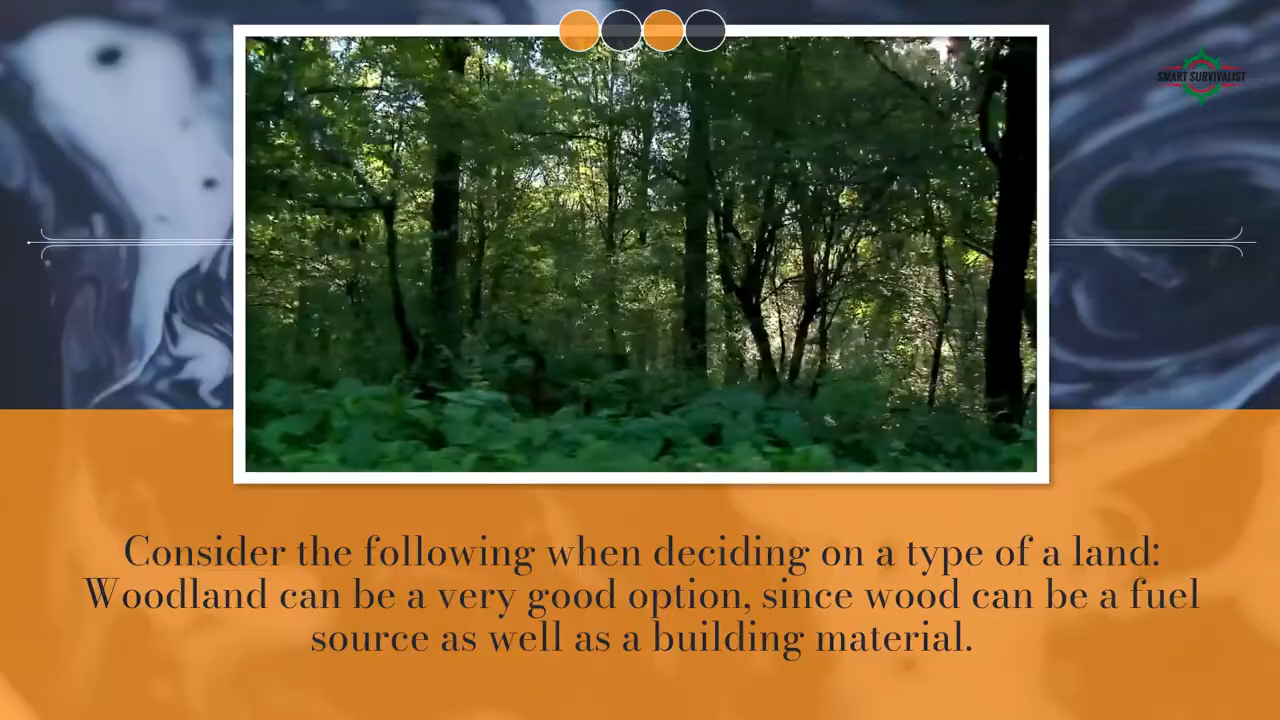 SMART SURVIVALIST
Consider the following when deciding on a type of a land:
Woodland can be a very good option, since wood can be a fuel
source as well as a building material.